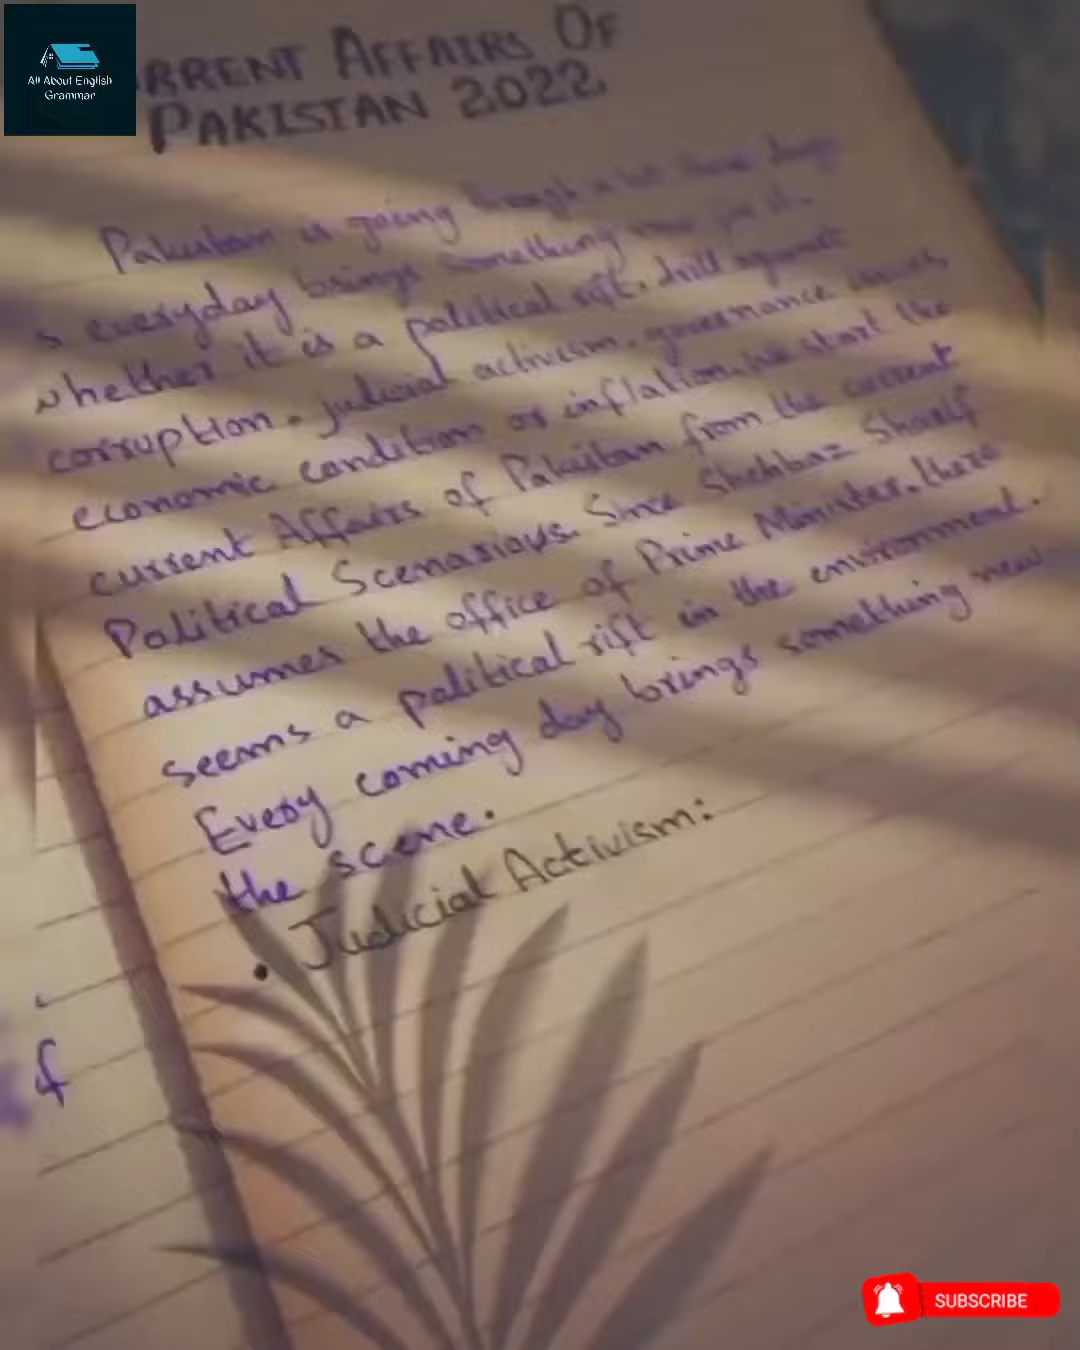 All About English
Grammar
CURRENT AFFAIRS OF
PAKISTAN 2022
Pakistan is going through a lot these days
s everyday brings something new for it.
whether it is a political rift, drill against
corruption, judicial activism, governance issues
economic condition or inflation, we start the
current Affairs of Pakistan from the current
Political Scenarious. Since Shehbaz Sharif
assumes the office of Prime Minister, there
seems a political rift in the environment.
Every coming day brings something new
the scene.
• Judicial Activism:
f
SUBSCRIBE